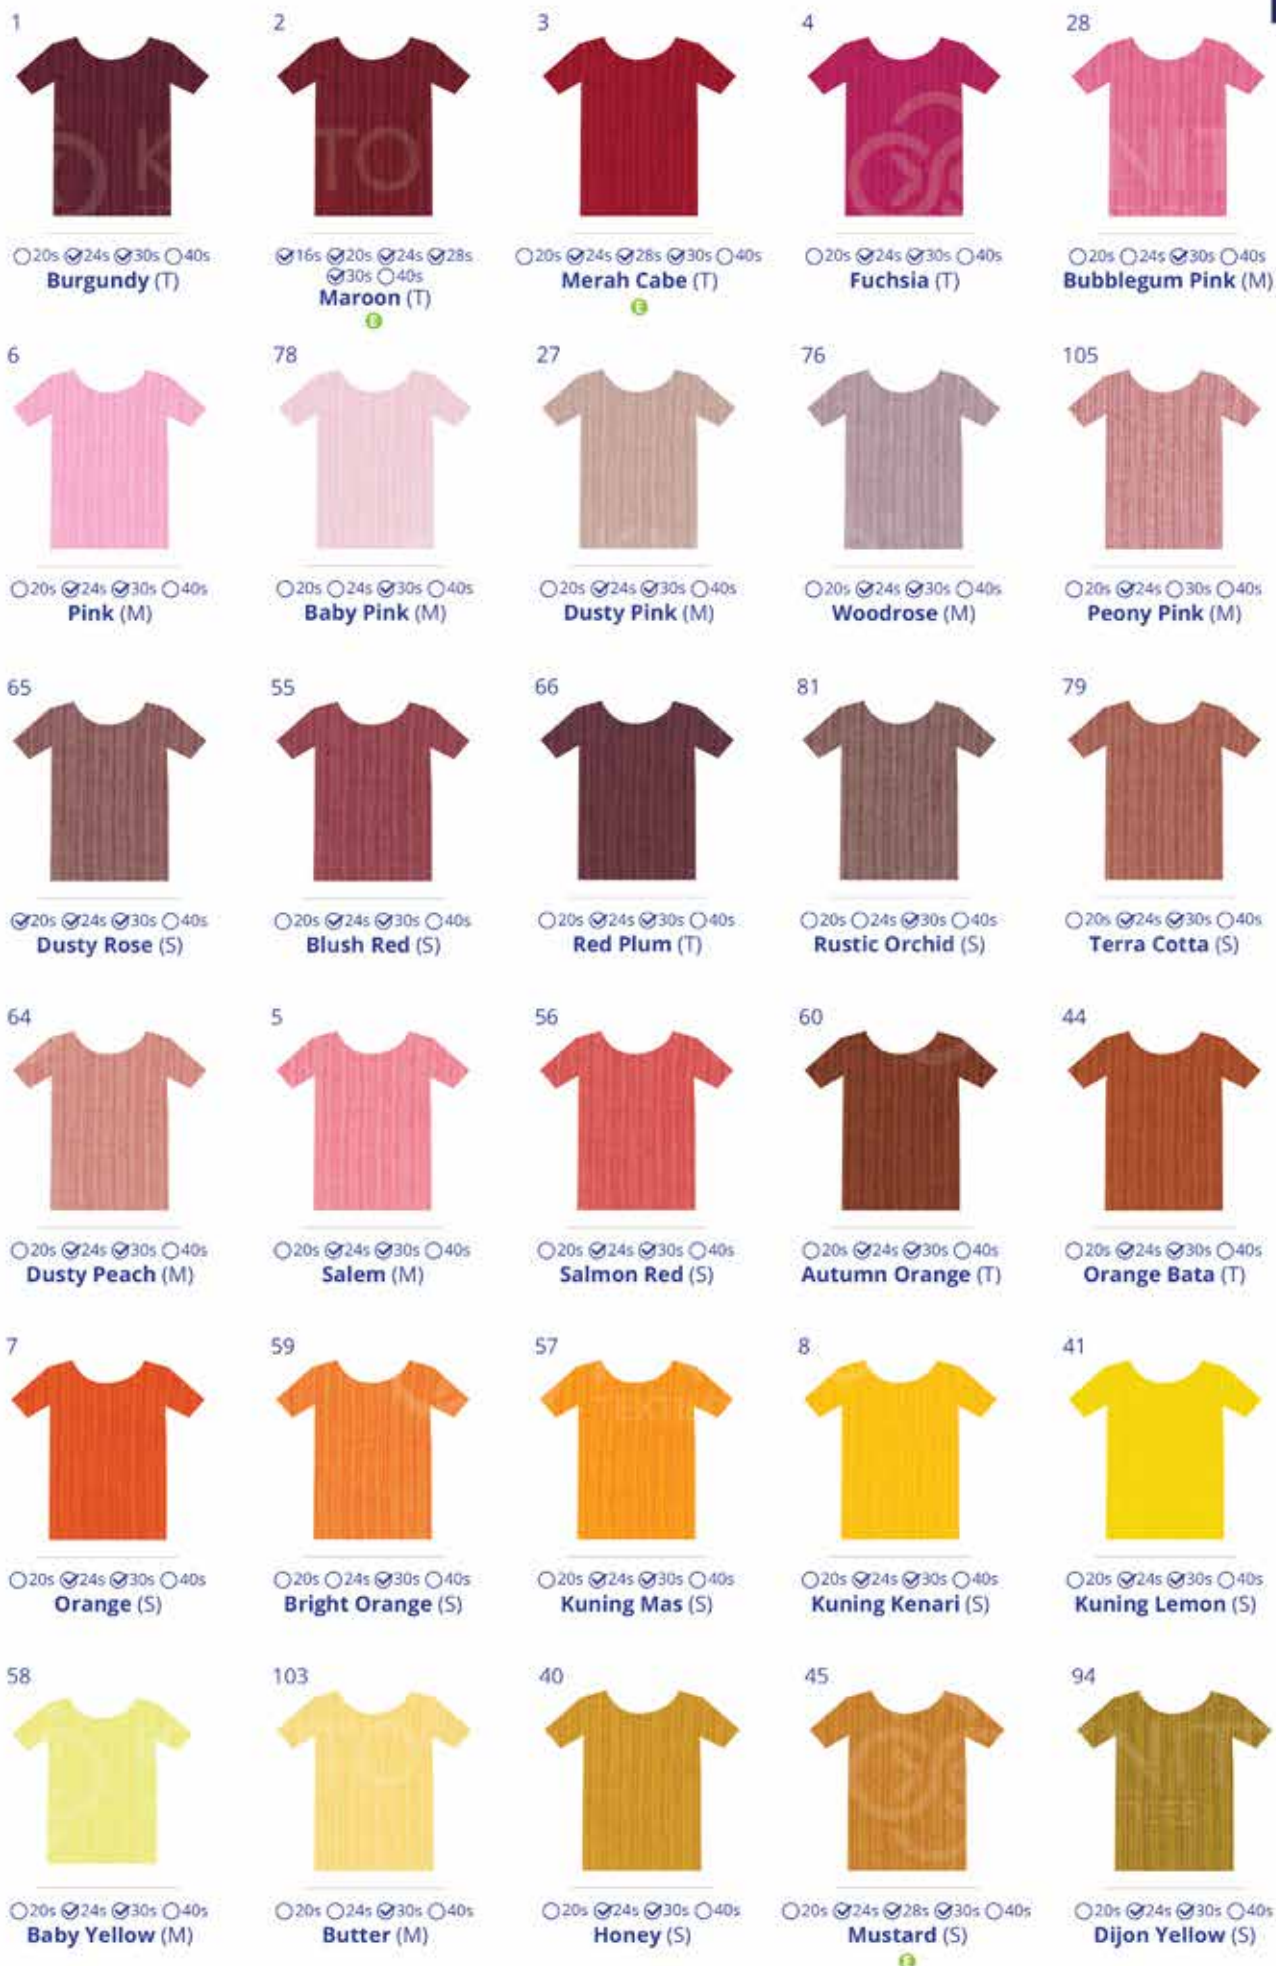 1 2 3 4 28
○20s ✓24s ✓30s ○40s
Burgundy (T)
✓16s ✓20s ✓24s ✓28s
✓30s ○40s
Maroon (T)
E
○20s ✓24s ✓28s ✓30s ○40s
Merah Cabe (T)
E
○20s ✓24s ✓30s ○40s
Fuchsia (T)
○20s ○24s ✓30s ○40s
Bubblegum Pink (M)
6 78 27 76 105
○20s ✓24s ✓30s ○40s
Pink (M)
○20s ○24s ✓30s ○40s
Baby Pink (M)
○20s ✓24s ✓30s ○40s
Dusty Pink (M)
○20s ✓24s ✓30s ○40s
Woodrose (M)
○20s ✓24s ○30s ○40s
Peony Pink (M)
65 55 66 81 79
✓20s ✓24s ✓30s ○40s
Dusty Rose (S)
○20s ✓24s ✓30s ○40s
Blush Red (S)
○20s ✓24s ✓30s ○40s
Red Plum (T)
○20s ○24s ✓30s ○40s
Rustic Orchid (S)
○20s ✓24s ✓30s ○40s
Terra Cotta (S)
64 5 56 60 44
○20s ✓24s ✓30s ○40s
Dusty Peach (M)
○20s ✓24s ✓30s ○40s
Salem (M)
○20s ✓24s ✓30s ○40s
Salmon Red (S)
○20s ✓24s ✓30s ○40s
Autumn Orange (T)
○20s ✓24s ✓30s ○40s
Orange Bata (T)
7 59 57 8 41
○20s ✓24s ✓30s ○40s
Orange (S)
○20s ○24s ✓30s ○40s
Bright Orange (S)
○20s ✓24s ✓30s ○40s
Kuning Mas (S)
○20s ✓24s ✓30s ○40s
Kuning Kenari (S)
○20s ✓24s ✓30s ○40s
Kuning Lemon (S)
58 103 40 45 94
○20s ✓24s ✓30s ○40s
Baby Yellow (M)
○20s ○24s ✓30s ○40s
Butter (M)
○20s ✓24s ✓30s ○40s
Honey (S)
○20s ✓24s ✓28s ✓30s ○40s
Mustard (S)
E
○20s ✓24s ✓30s ○40s
Dijon Yellow (S)